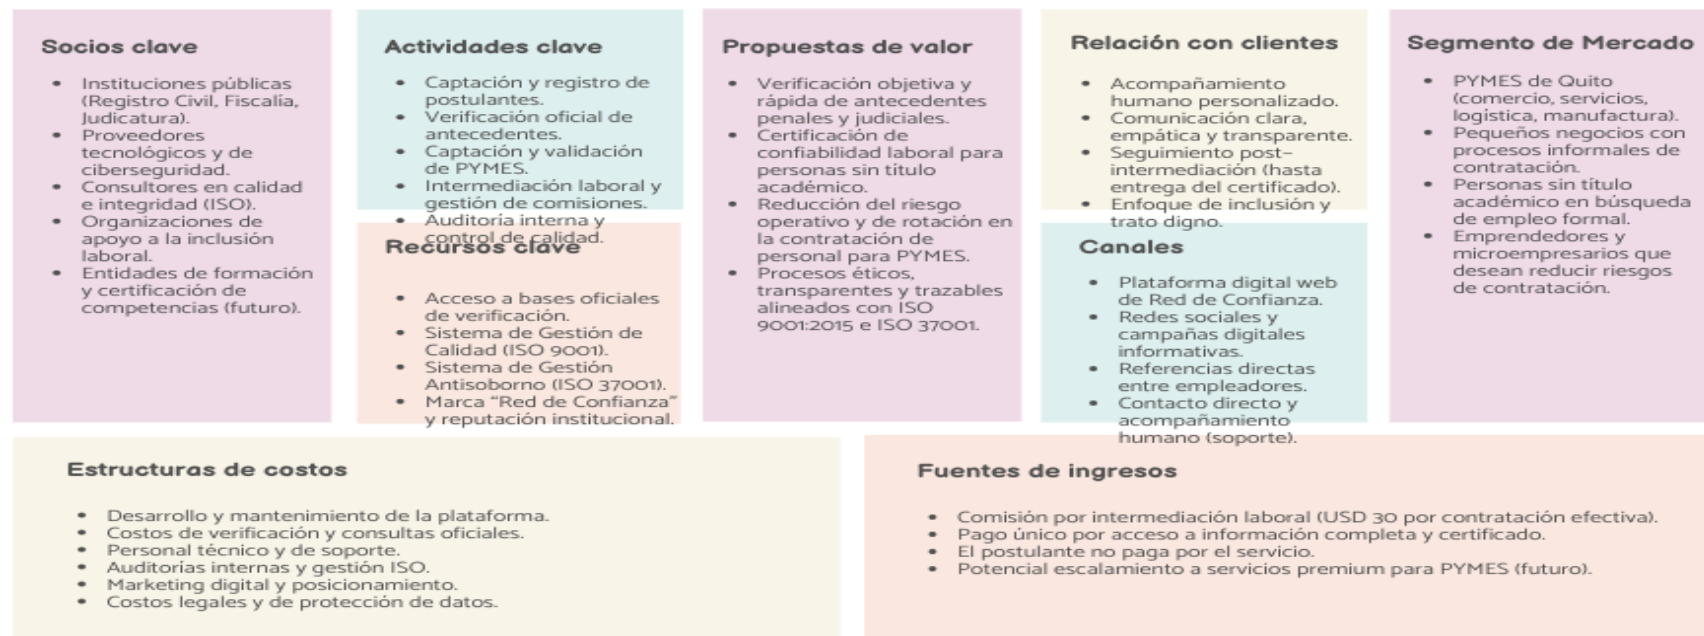 Socios clave
• Instituciones públicas
(Registro Civil, Fiscalía,
Judicatura).
• Proveedores
tecnológicos y de
ciberseguridad.
• Consultores en calidad
e integridad (ISO).
• Organizaciones de
apoyo a la inclusión
laboral.
• Entidades de formación
y certificación de
competencias (futuro).
Actividades clave
• Captación y registro de
postulantes.
• Verificación oficial de
antecedentes.
• Captación y validación
de PYMES.
• Intermediación laboral y
gestión de comisiones.
• Auditoría interna y
control de calidad.
Recursos clave
• Acceso a bases oficiales
de verificación.
• Sistema de Gestión de
Calidad (ISO 9001).
• Sistema de Gestión
Antisoborno (ISO 37001).
• Marca “Red de Confianza”
y reputación institucional.
Propuestas de valor
• Verificación objetiva y
rápida de antecedentes
penales y judiciales.
• Certificación de
confiabilidad laboral para
personas sin título
académico.
• Reducción del riesgo
operativo y de rotación en
la contratación de
personal para PYMES.
• Procesos éticos,
transparentes y trazables
alineados con ISO
9001:2015 e ISO 37001.
Relación con clientes
• Acompañamiento
humano personalizado.
• Comunicación clara,
empática y transparente.
• Seguimiento post-
intermediación (hasta
entrega del certificado).
• Enfoque de inclusión y
trato digno.
Canales
• Plataforma digital web
de Red de Confianza.
• Redes sociales y
campañas digitales
informativas.
• Referencias directas
entre empleadores.
• Contacto directo y
acompañamiento
humano (soporte).
Segmento de Mercado
• PYMES de Quito
(comercio, servicios,
logística, manufactura).
• Pequeños negocios con
procesos informales de
contratación.
• Personas sin título
académico en búsqueda
de empleo formal.
• Emprendedores y
microempresarios que
desean reducir riesgos
de contratación.
Estructuras de costos
• Desarrollo y mantenimiento de la plataforma.
• Costos de verificación y consultas oficiales.
• Personal técnico y de soporte.
• Auditorías internas y gestión ISO.
• Marketing digital y posicionamiento.
• Costos legales y de protección de datos.
Fuentes de ingresos
• Comisión por intermediación laboral (USD 30 por contratación efectiva).
• Pago único por acceso a información completa y certificado.
• El postulante no paga por el servicio.
• Potencial escalamiento a servicios premium para PYMES (futuro).